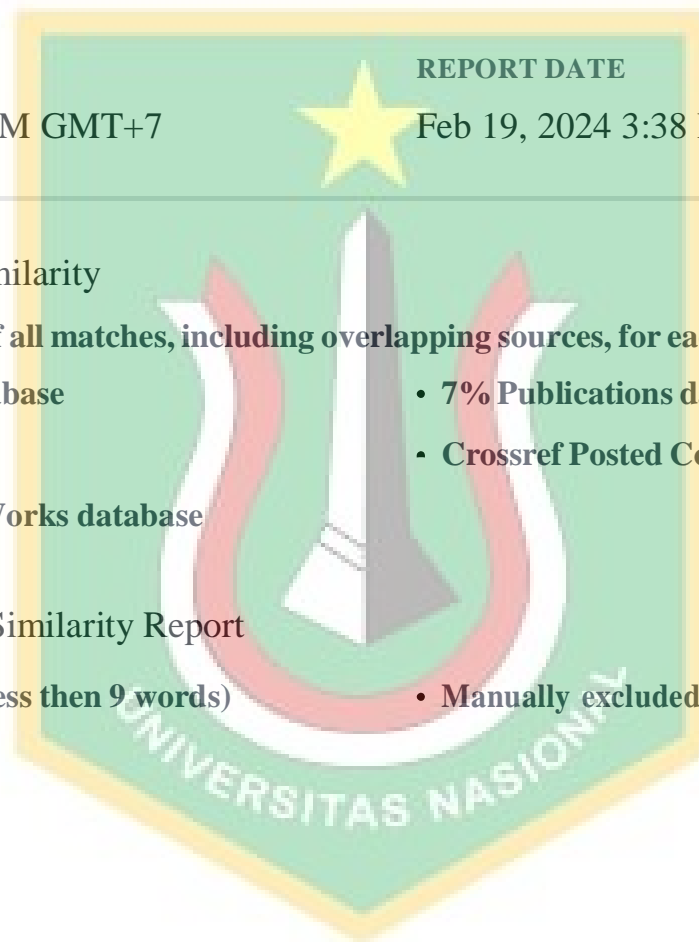 REPORT DATE
M GMT+7 Feb 19, 2024 3:38
milarity
f all matches, including overlapping sources, for ea
abase • 7% Publications d
• Crossref Posted Co
Works database
Similarity Report
ess then 9 words) • Manually excluded
UNIVERSITAS NASIONAL